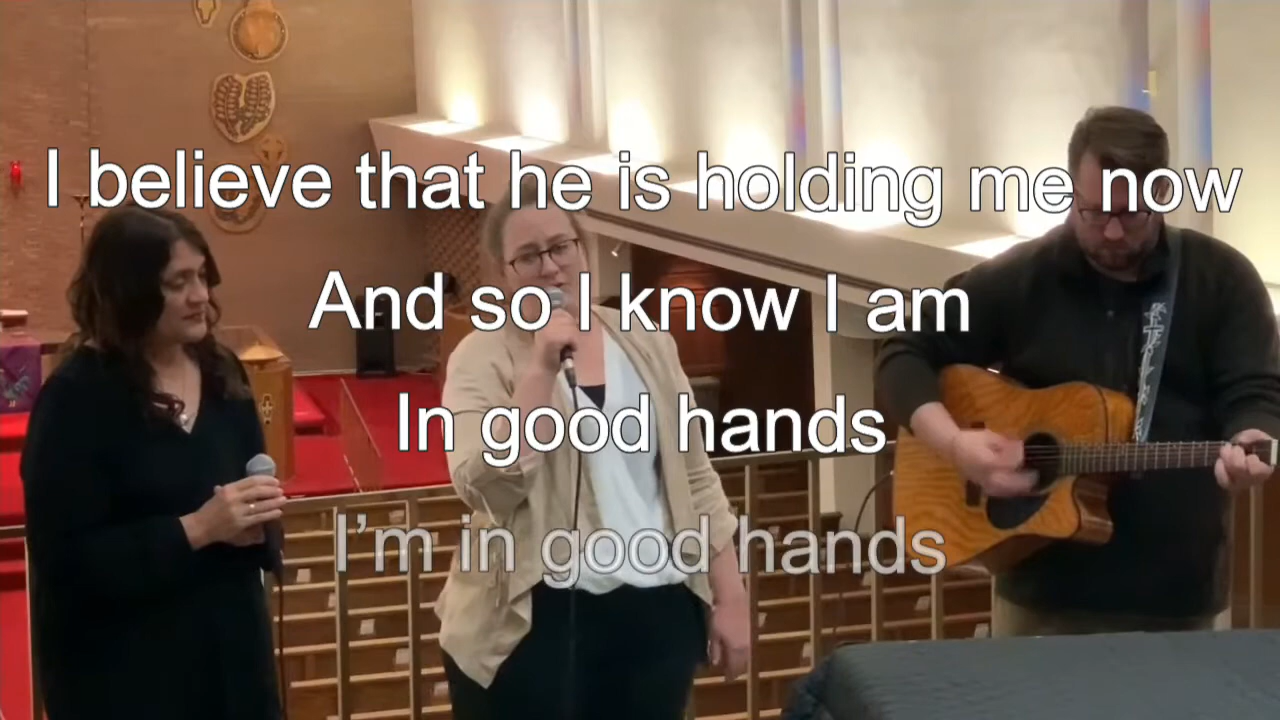 I believe that he is holding me now
And so I know I am
In good hands
I'm in good hands